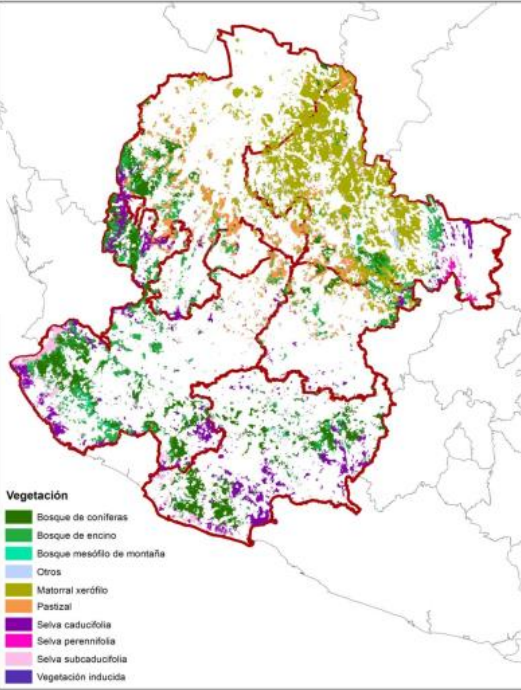 Vegetación
Bosque de coníferas
Bosque de encino
Bosque mesófilo de montaña
Otros
Matorral xerófilo
Pastizal
Selva caducifolia
Selva perennifolia
Selva subcaducifolia
Vegetación inducida